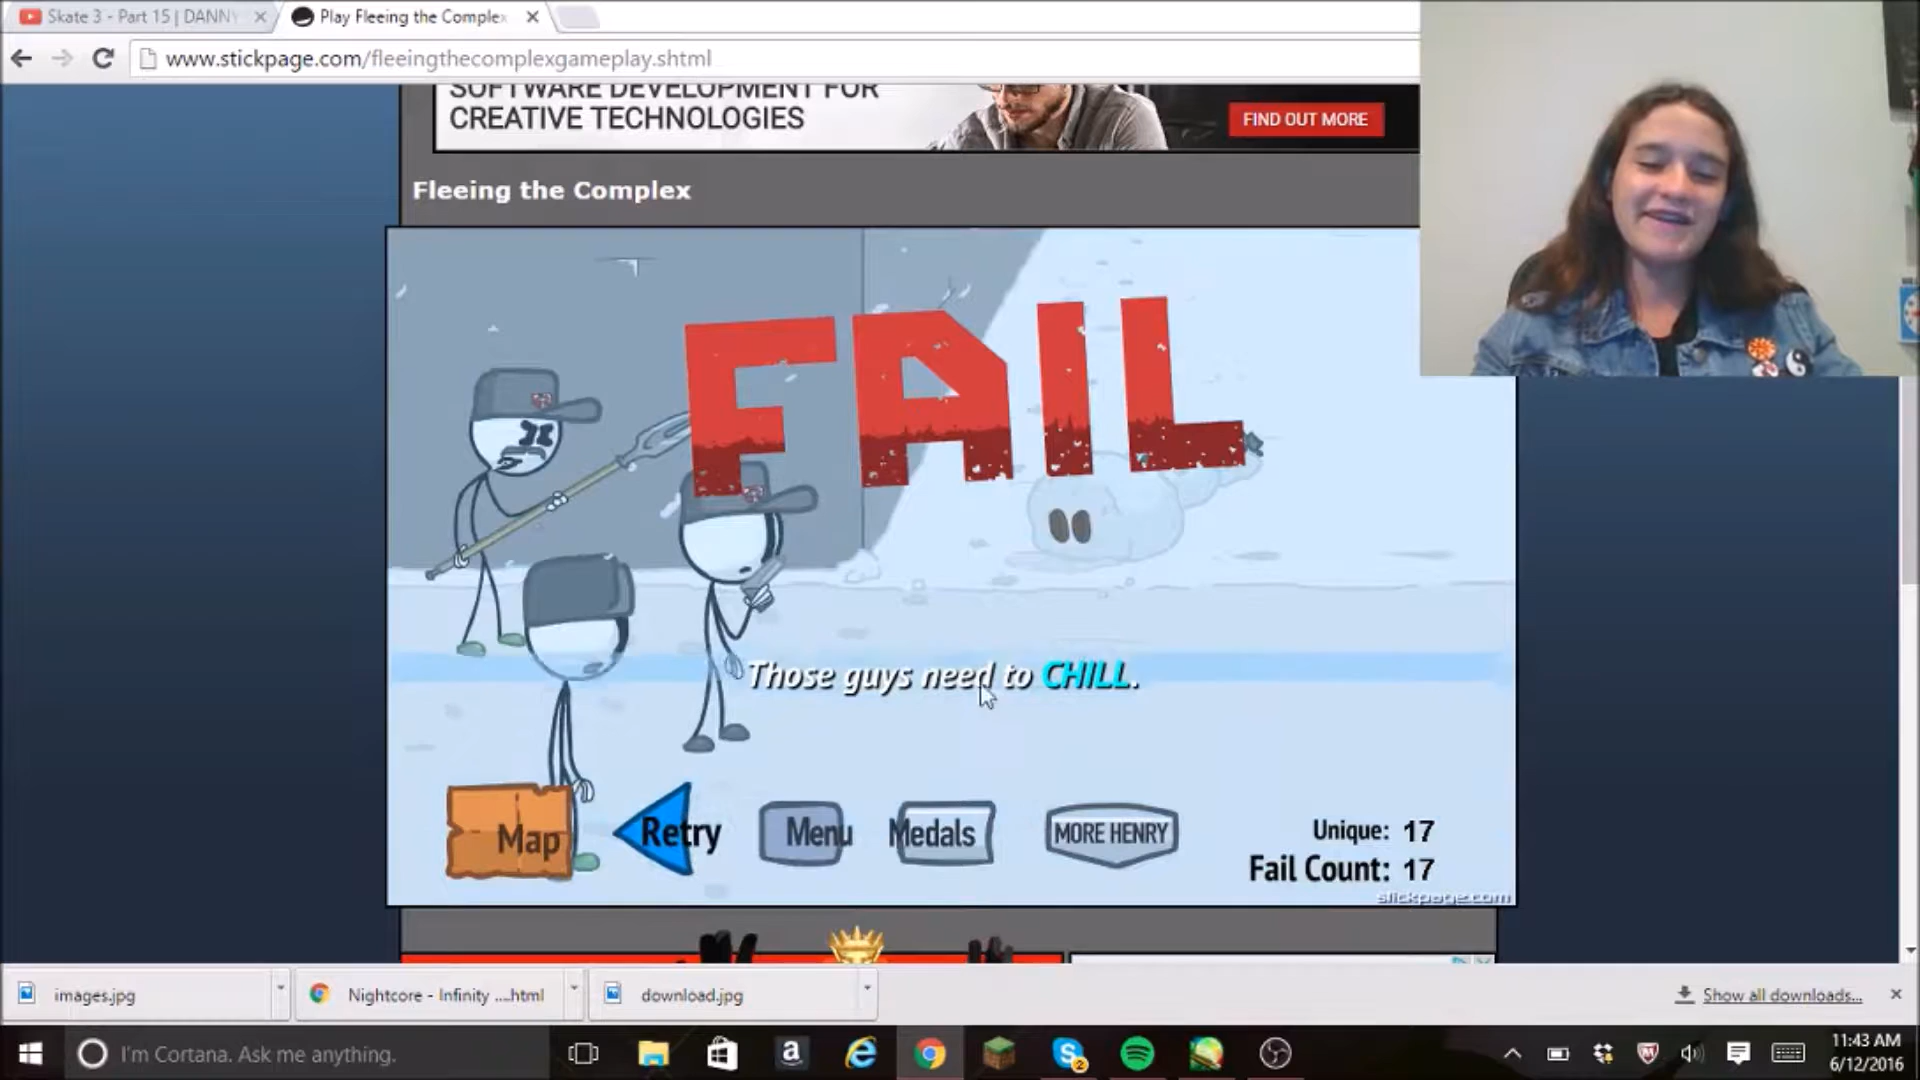 Skate 3 - Part 15 | DANNY
Play Fleeing the Complex
www.stickpage.com/fleeingthecomplexgameplay.shtml
SOFTWARE DEVELOPMENT FOR
CREATIVE TECHNOLOGIES
FIND OUT MORE
Fleeing the Complex
FAIL
Those guys need to CHILL.
Map
Retry
Menu
Medals
MORE HENRY
Unique: 17
Fail Count: 17
stickpage.com
images.jpg
Nightcore - Infinity ....html
download.jpg
Show all downloads...
I'm Cortana. Ask me anything.
2
11:43 AM
6/12/2016